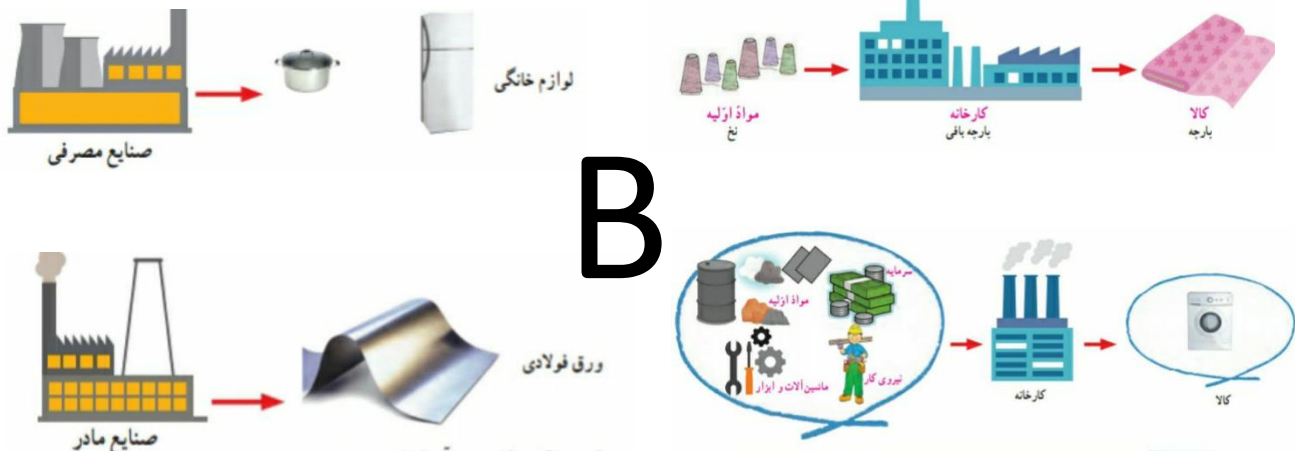 مواد اوّلیه
نخ
کارخانه
پارچه بافی
کالا
پارچه
لوازم خانگی
صنایع مصرفی
B
سرمایه
مواد اوّلیه
نیروی کار
ماشین‌آلات و ابزار
کارخانه
کالا
ورق فولادی
صنایع مادر